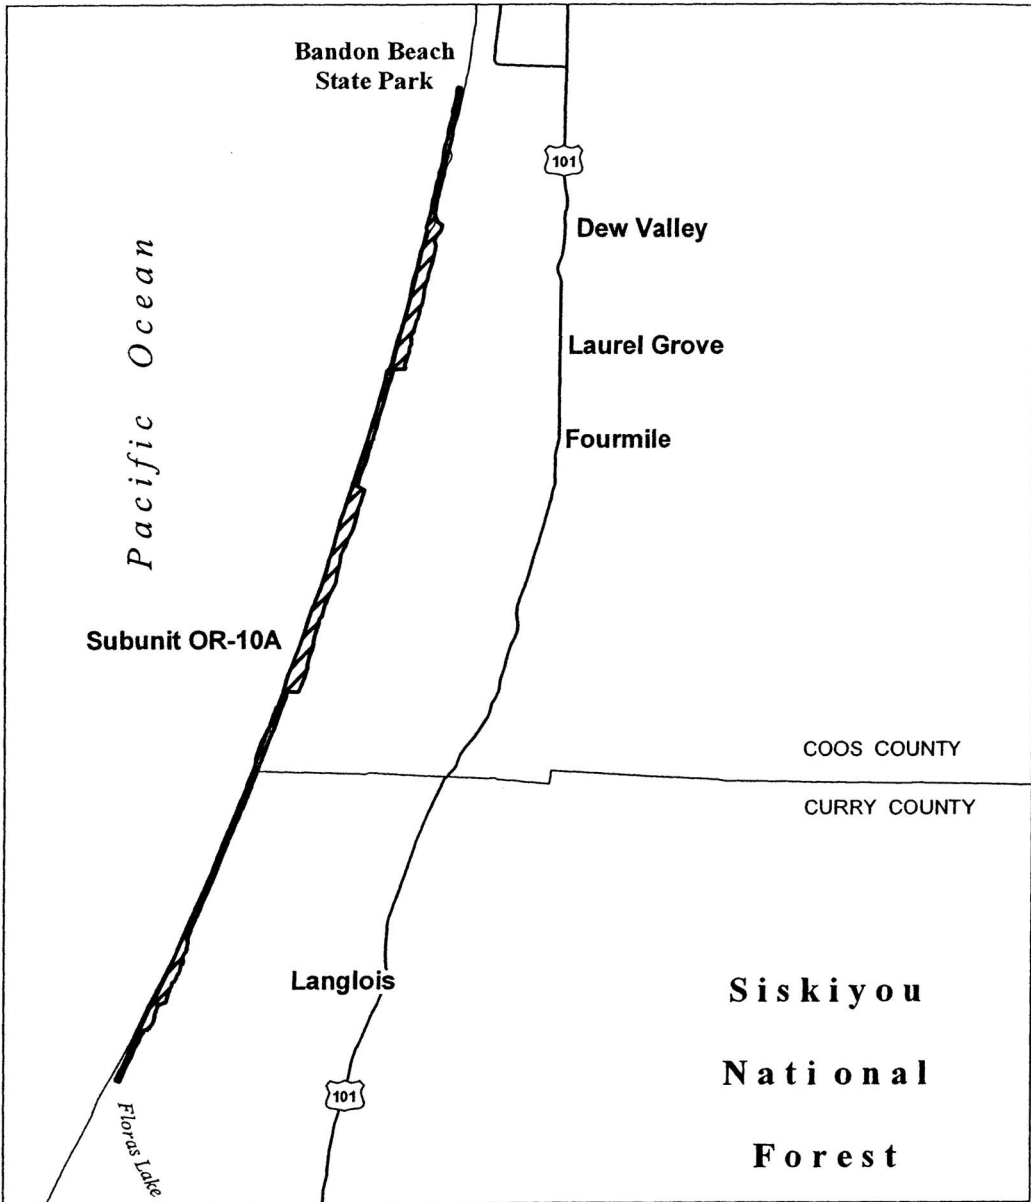 Bandon Beach
State Park
101
Dew Valley
Pacific Ocean
Laurel Grove
Fourmile
Subunit OR-10A
COOS COUNTY
CURRY COUNTY
Langlois
Siskiyou
National
Forest
101
Floras Lake